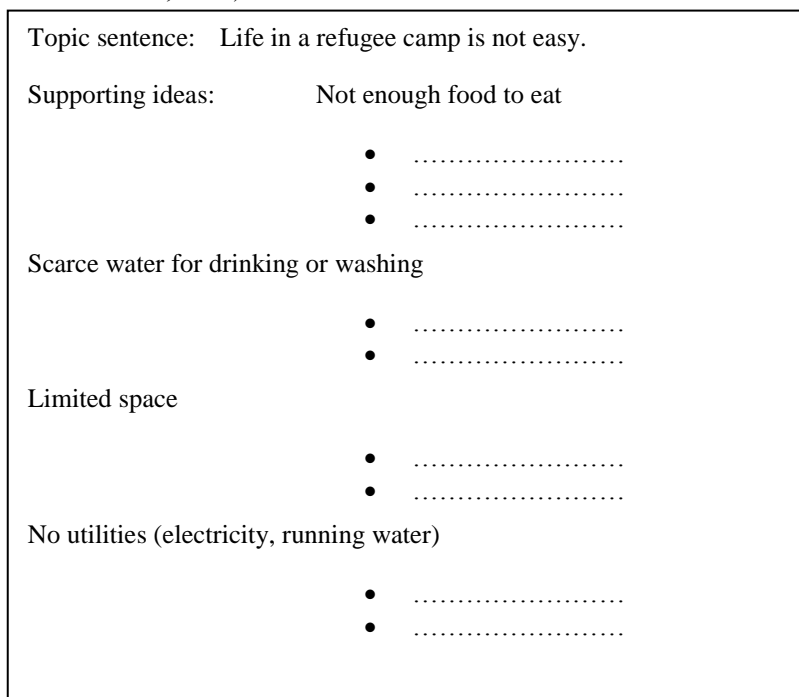 Topic sentence: Life in a refugee camp is not easy.
Supporting ideas: Not enough food to eat
• ……………………
• ……………………
• ……………………
Scarce water for drinking or washing
• ……………………
• ……………………
Limited space
• ……………………
• ……………………
No utilities (electricity, running water)
• ……………………
• ……………………